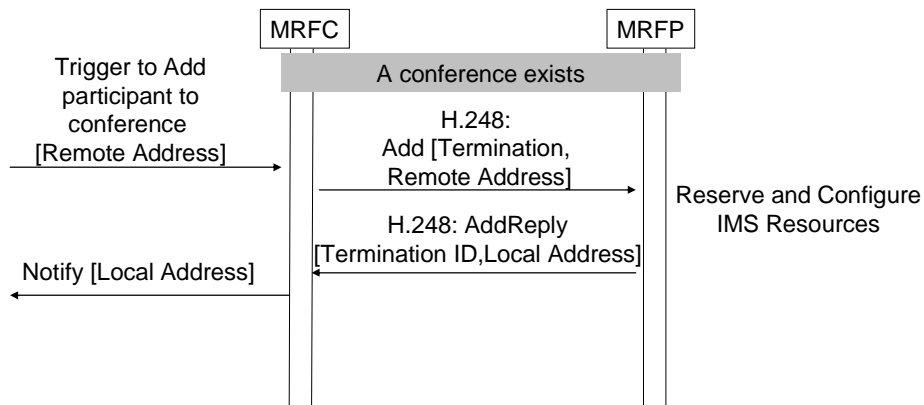 MRFC
MRFP
A conference exists
Trigger to Add
participant to
conference
[Remote Address]
H.248:
Add [Termination,
Remote Address]
Reserve and Configure
IMS Resources
H.248: AddReply
[Termination ID,Local Address]
Notify [Local Address]